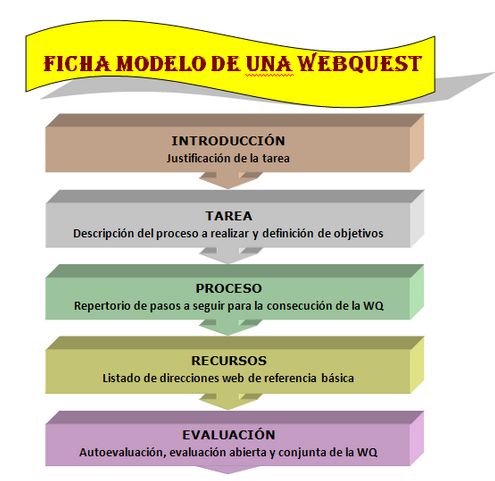 FICHA MODELO DE UNA WEBQUEST
INTRODUCCIÓN
Justificación de la tarea
TAREA
Descripción del proceso a realizar y definición de objetivos
PROCESO
Repertorio de pasos a seguir para la consecución de la WQ
RECURSOS
Listado de direcciones web de referencia básica
EVALUACIÓN
Autoevaluación, evaluación abierta y conjunta de la WQ